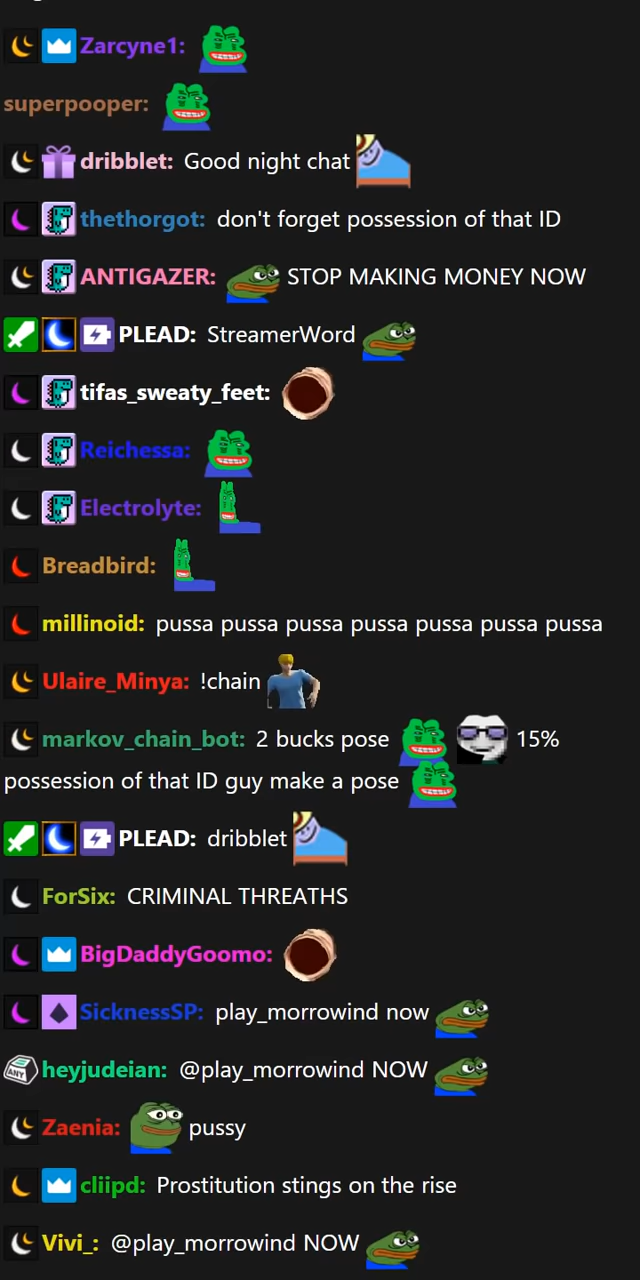 Zarcyne1:
superpooper:
dribblet: Good night chat
thethorgot: don't forget possession of that ID
ANTIGAZER: STOP MAKING MONEY NOW
PLEAD: StreamerWord
tifas_sweaty_feet:
Reichessa:
Electrolyte:
Breadbird:
millinoid: pussa pussa pussa pussa pussa pussa pussa
Ulaire_Minya: !chain
markov_chain_bot: 2 bucks pose 15%
possession of that ID guy make a pose
PLEAD: dribblet
ForSix: CRIMINAL THREATHS
BigDaddyGoomo:
SicknessSP: play_morrowind now
ANY heyjudeian: @play_morrowind NOW
Zaenia: pussy
cliipd: Prostitution stings on the rise
Vivi_: @play_morrowind NOW